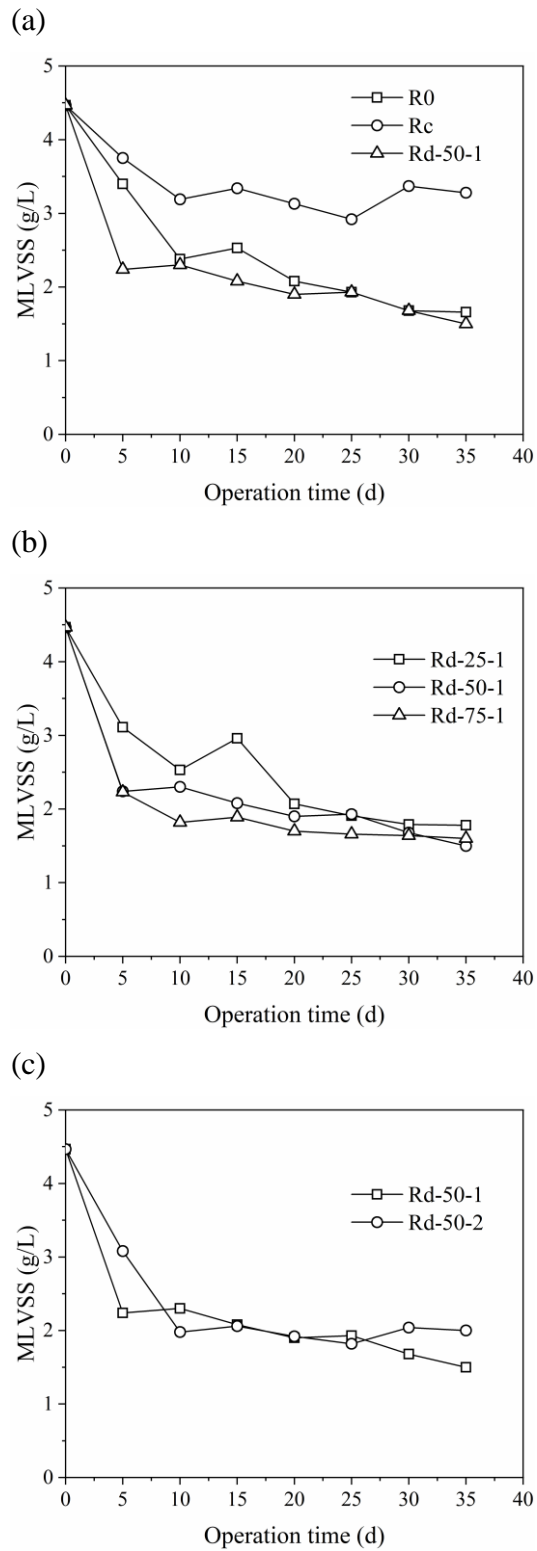 (a)
5
4
3
2
1
0
MLVSS (g/L)
R0
Rc
Rd-50-1
0 5 10 15 20 25 30 35 40
Operation time (d)
(b)
5
4
3
2
1
0
MLVSS (g/L)
Rd-25-1
Rd-50-1
Rd-75-1
0 5 10 15 20 25 30 35 40
Operation time (d)
(c)
5
4
3
2
1
0
MLVSS (g/L)
Rd-50-1
Rd-50-2
0 5 10 15 20 25 30 35 40
Operation time (d)